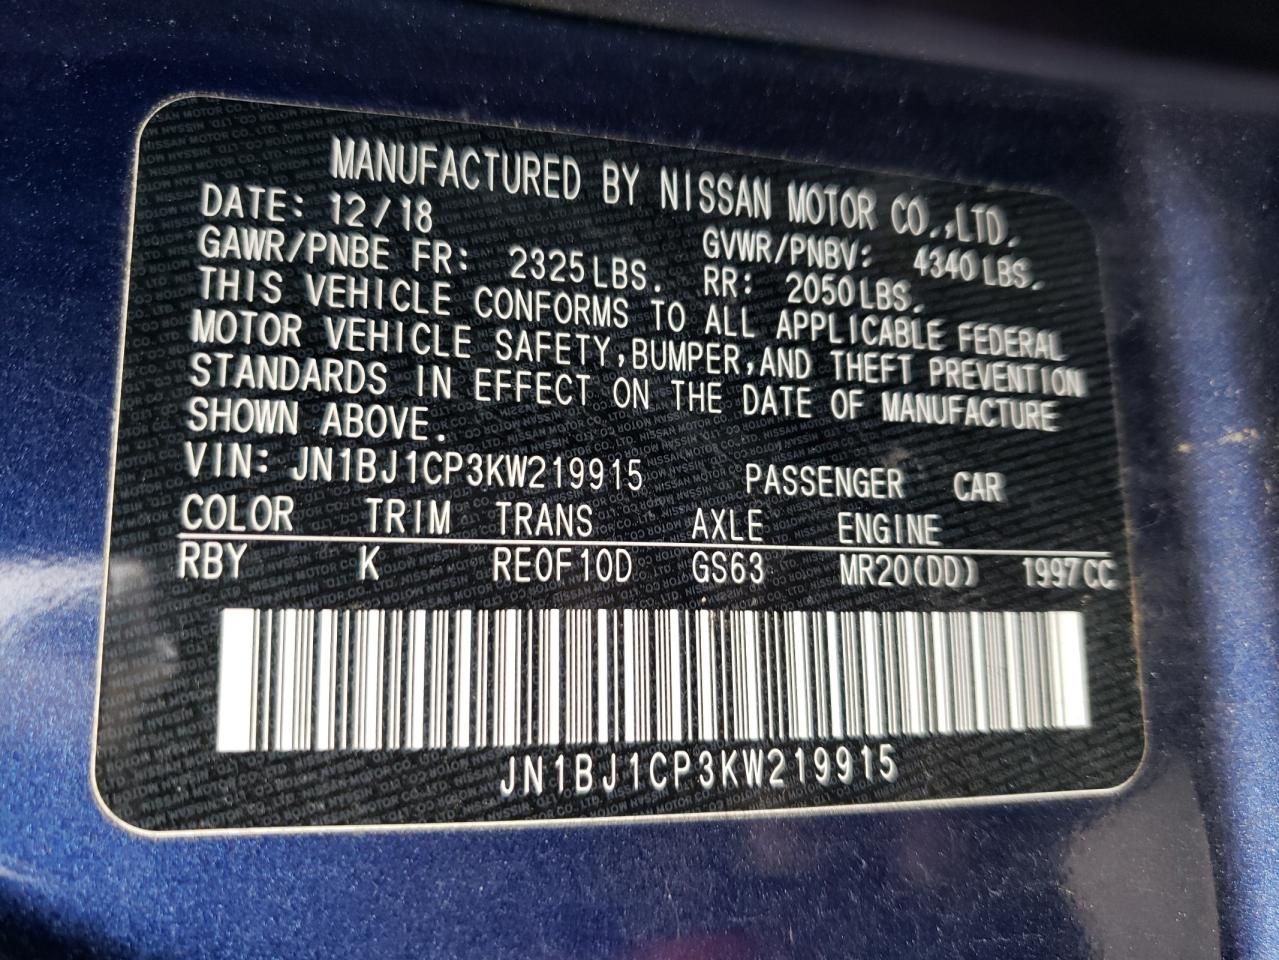 MANUFACTURED BY NISSAN MOTOR CO.,LTD.
DATE: 12/18 GVWR/PNBV: 4340 LBS.
GAWR/PNBE FR: 2325 LBS. RR: 2050 LBS.
THIS VEHICLE CONFORMS TO ALL APPLICABLE FEDERAL
MOTOR VEHICLE SAFETY, BUMPER, AND THEFT PREVENTION
STANDARDS IN EFFECT ON THE DATE OF MANUFACTURE
SHOWN ABOVE.
VIN: JN1BJ1CP3KW219915 PASSENGER CAR
COLOR TRIM TRANS AXLE ENGINE
RBY K RE0F10D GS63 MR20(DD) 1997CC
JN1BJ1CP3KW219915